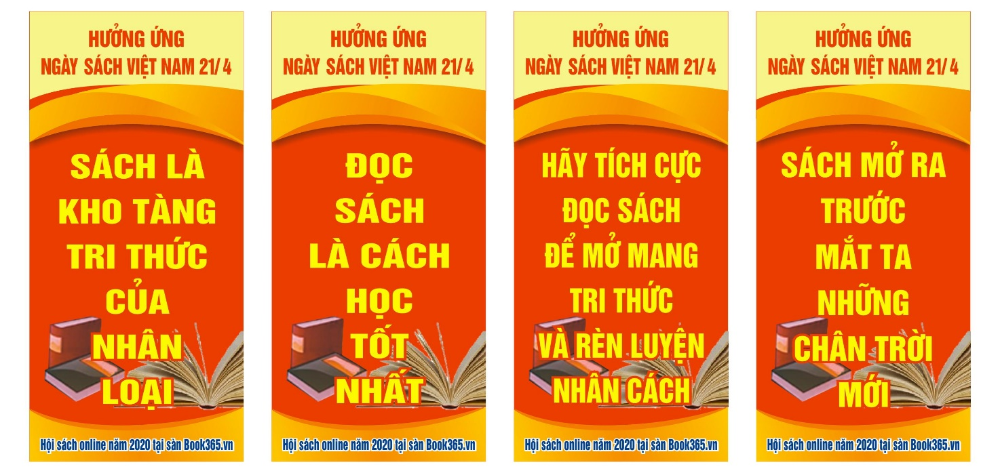 HƯỞNG ỨNG
NGÀY SÁCH VIỆT NAM 21/4
SÁCH LÀ
KHO TÀNG
TRI THỨC
CỦA
NHÂN
LOẠI
Hội sách online năm 2020 tại sàn Book365.vn
HƯỞNG ỨNG
NGÀY SÁCH VIỆT NAM 21/4
ĐỌC
SÁCH
LÀ CÁCH
HỌC
TỐT
NHẤT
Hội sách online năm 2020 tại sàn Book365.vn
HƯỞNG ỨNG
NGÀY SÁCH VIỆT NAM 21/4
HÃY TÍCH CỰC
ĐỌC SÁCH
ĐỂ MỞ MANG
TRI THỨC
VÀ RÈN LUYỆN
NHÂN CÁCH
Hội sách online năm 2020 tại sàn Book365.vn
HƯỞNG ỨNG
NGÀY SÁCH VIỆT NAM 21/4
SÁCH MỞ RA
TRƯỚC
MẮT TA
NHỮNG
CHÂN TRỜI
MỚI
Hội sách online năm 2020 tại sàn Book365.vn